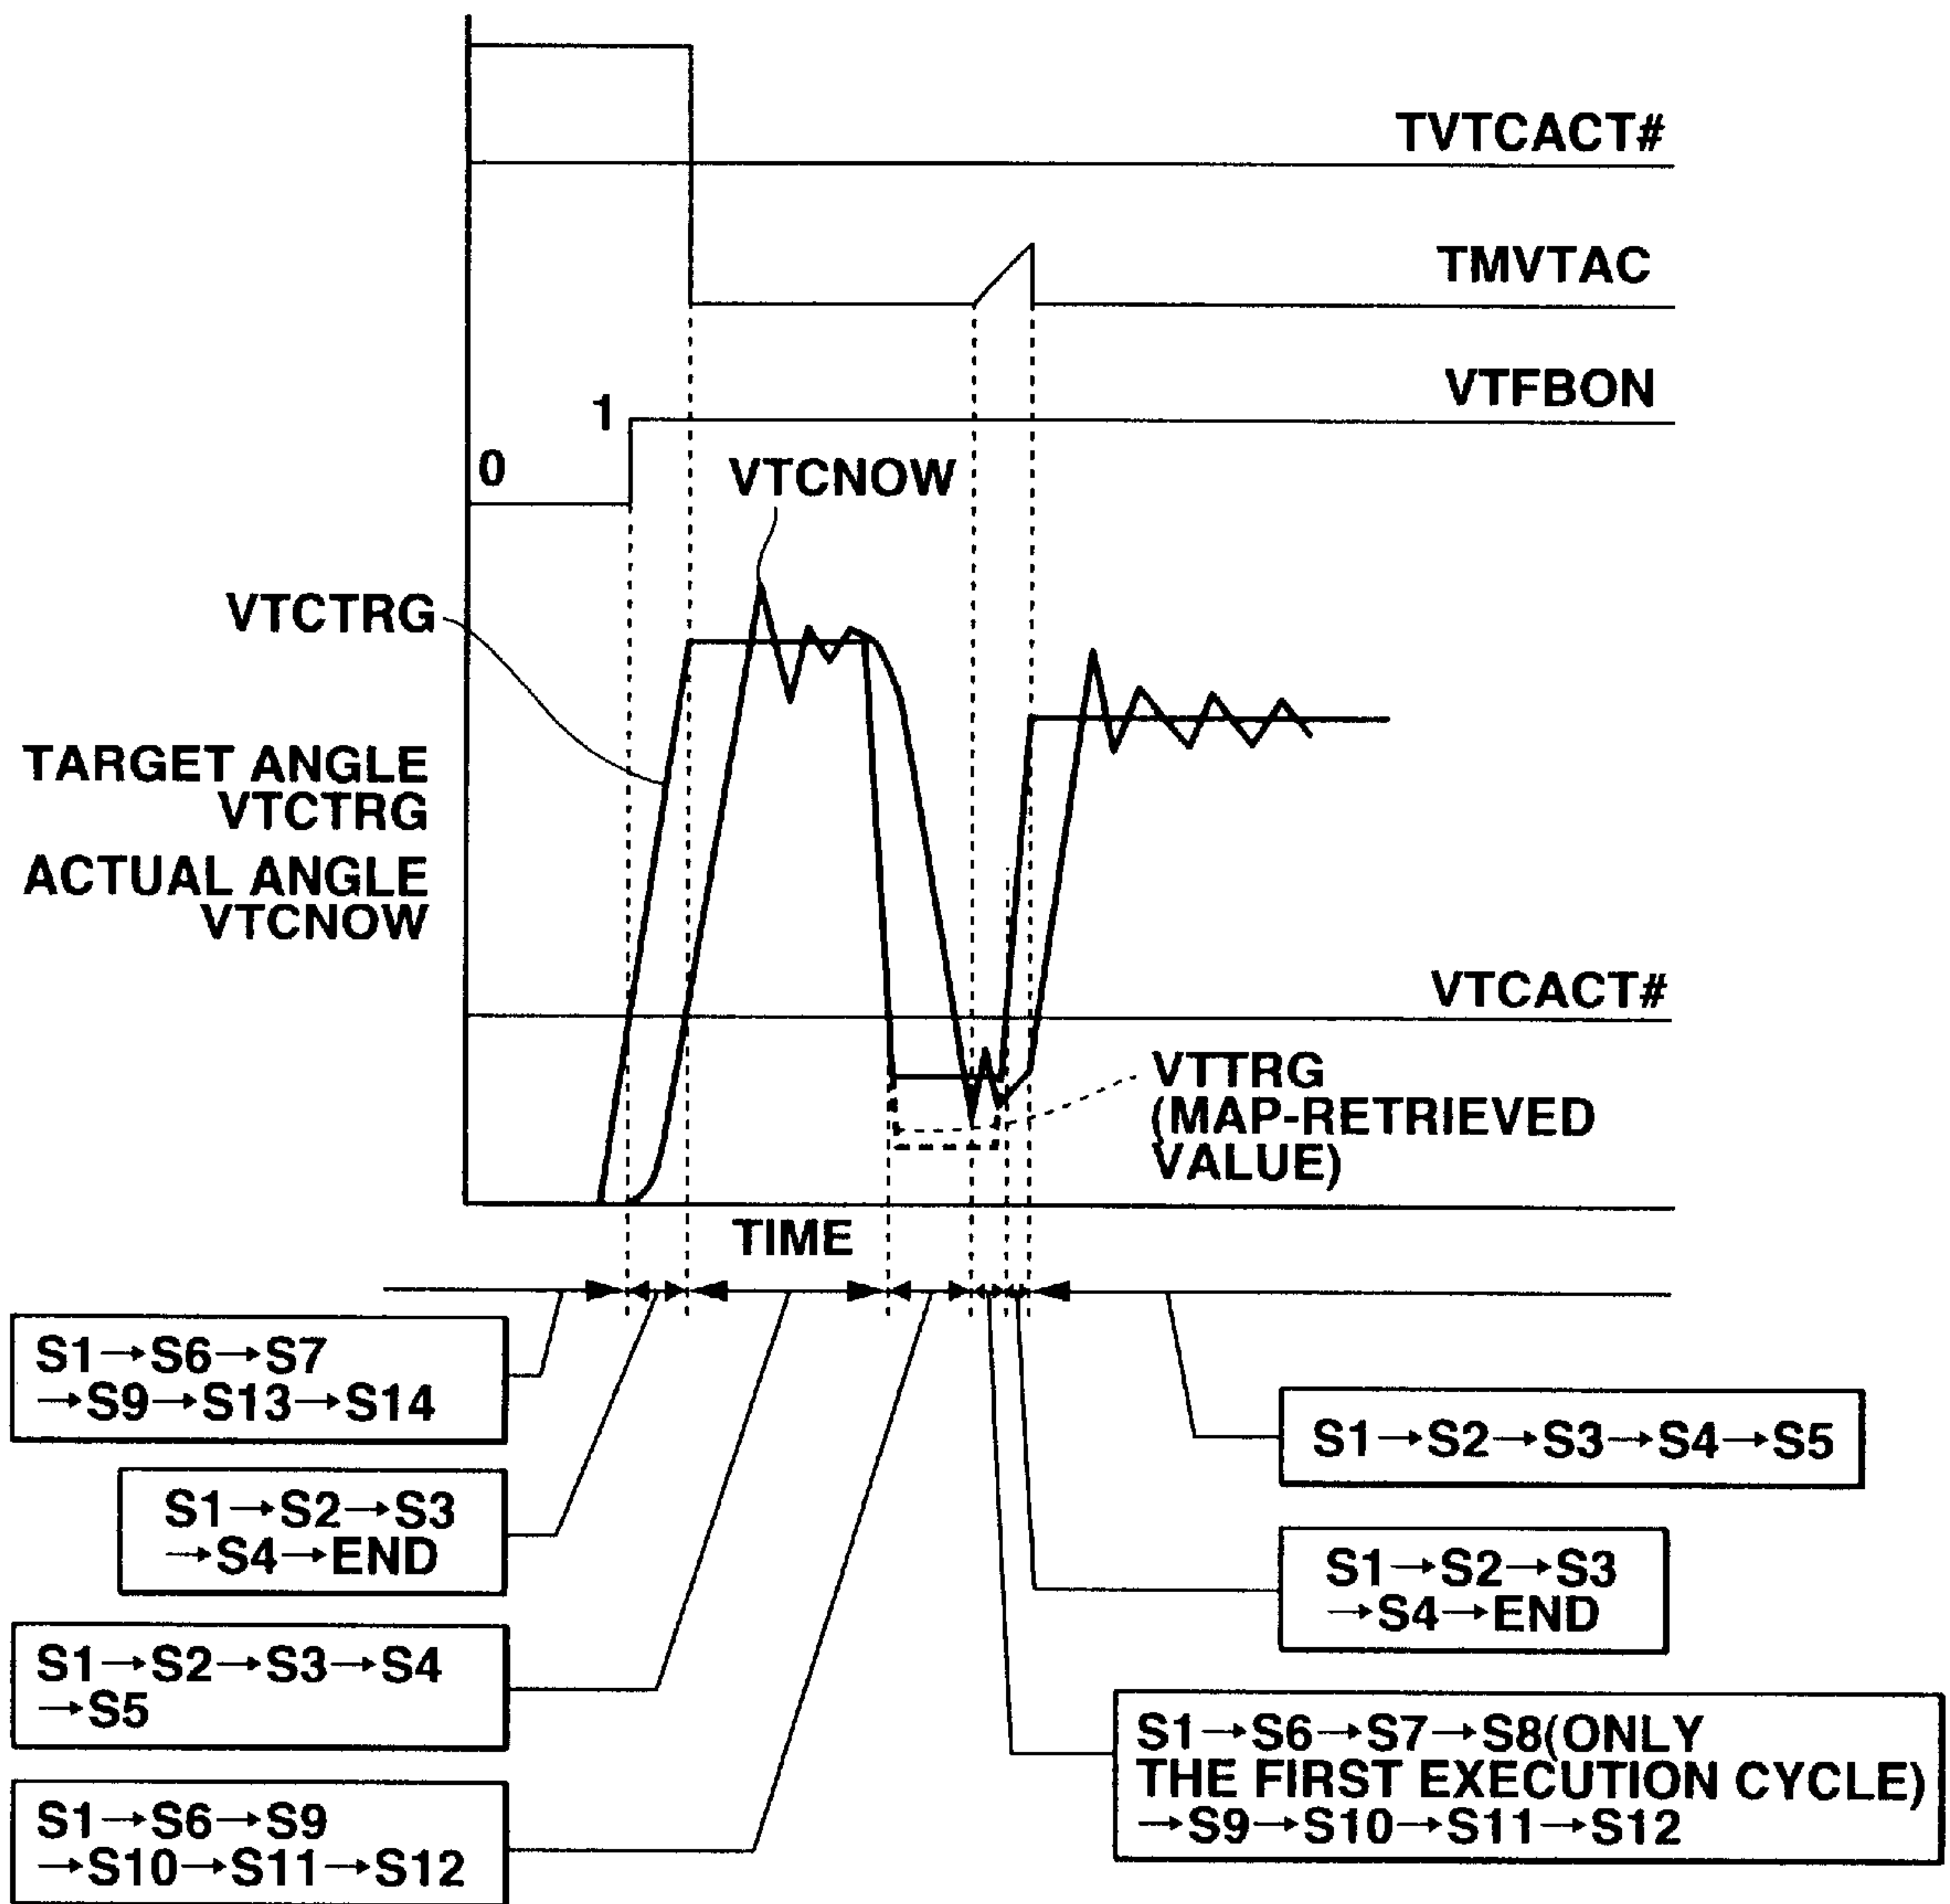 TVTCACT#
TMVTAC
VTFBON
1
0
VTCNOW
VTCTRG
TARGET ANGLE
VTCTRG
ACTUAL ANGLE
VTCNOW
VTCACT#
VTTRG
(MAP-RETRIEVED
VALUE)
TIME
S1→S6→S7
→S9→S13→S14
S1→S2→S3
→S4→END
S1→S2→S3→S4
→S5
S1→S6→S9
→S10→S11→S12
S1→S2→S3→S4→S5
S1→S2→S3
→S4→END
S1→S6→S7→S8(ONLY
THE FIRST EXECUTION CYCLE)
→S9→S10→S11→S12